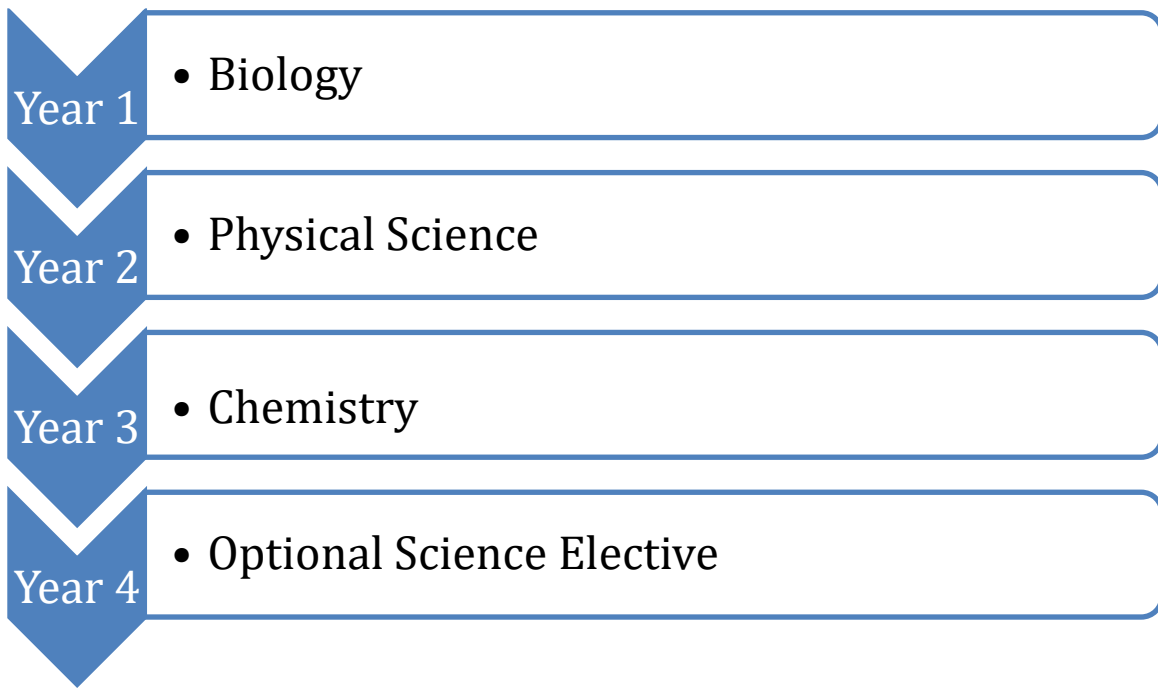 Year 1
• Biology
Year 2
• Physical Science
Year 3
• Chemistry
Year 4
• Optional Science Elective